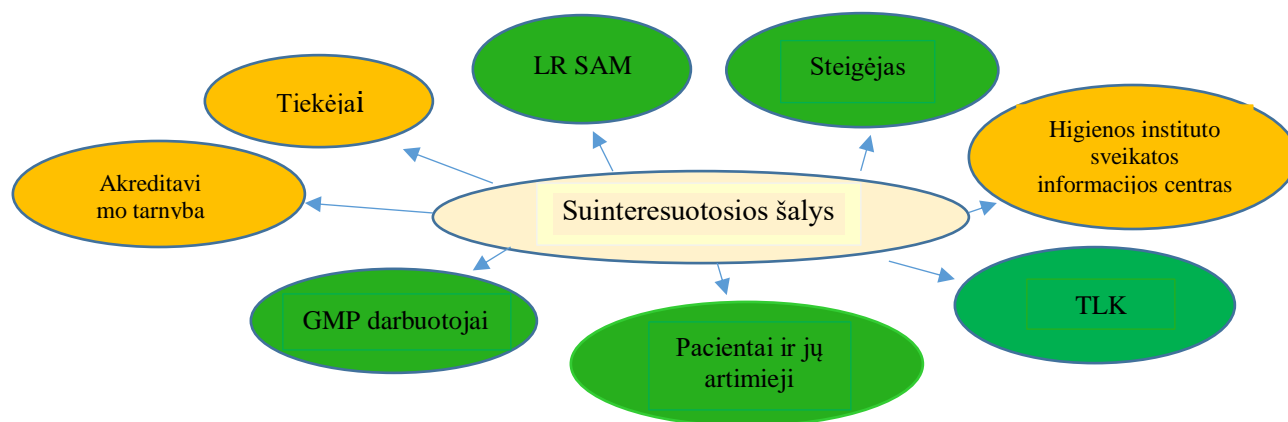 LR SAM
Steigėjas
Tiekėjai
Higienos instituto
sveikatos
informacijos centras
Akreditavi
mo tarnyba
Suinteresuotosios šalys
GMP darbuotojai
TLK
Pacientai ir jų
artimieji